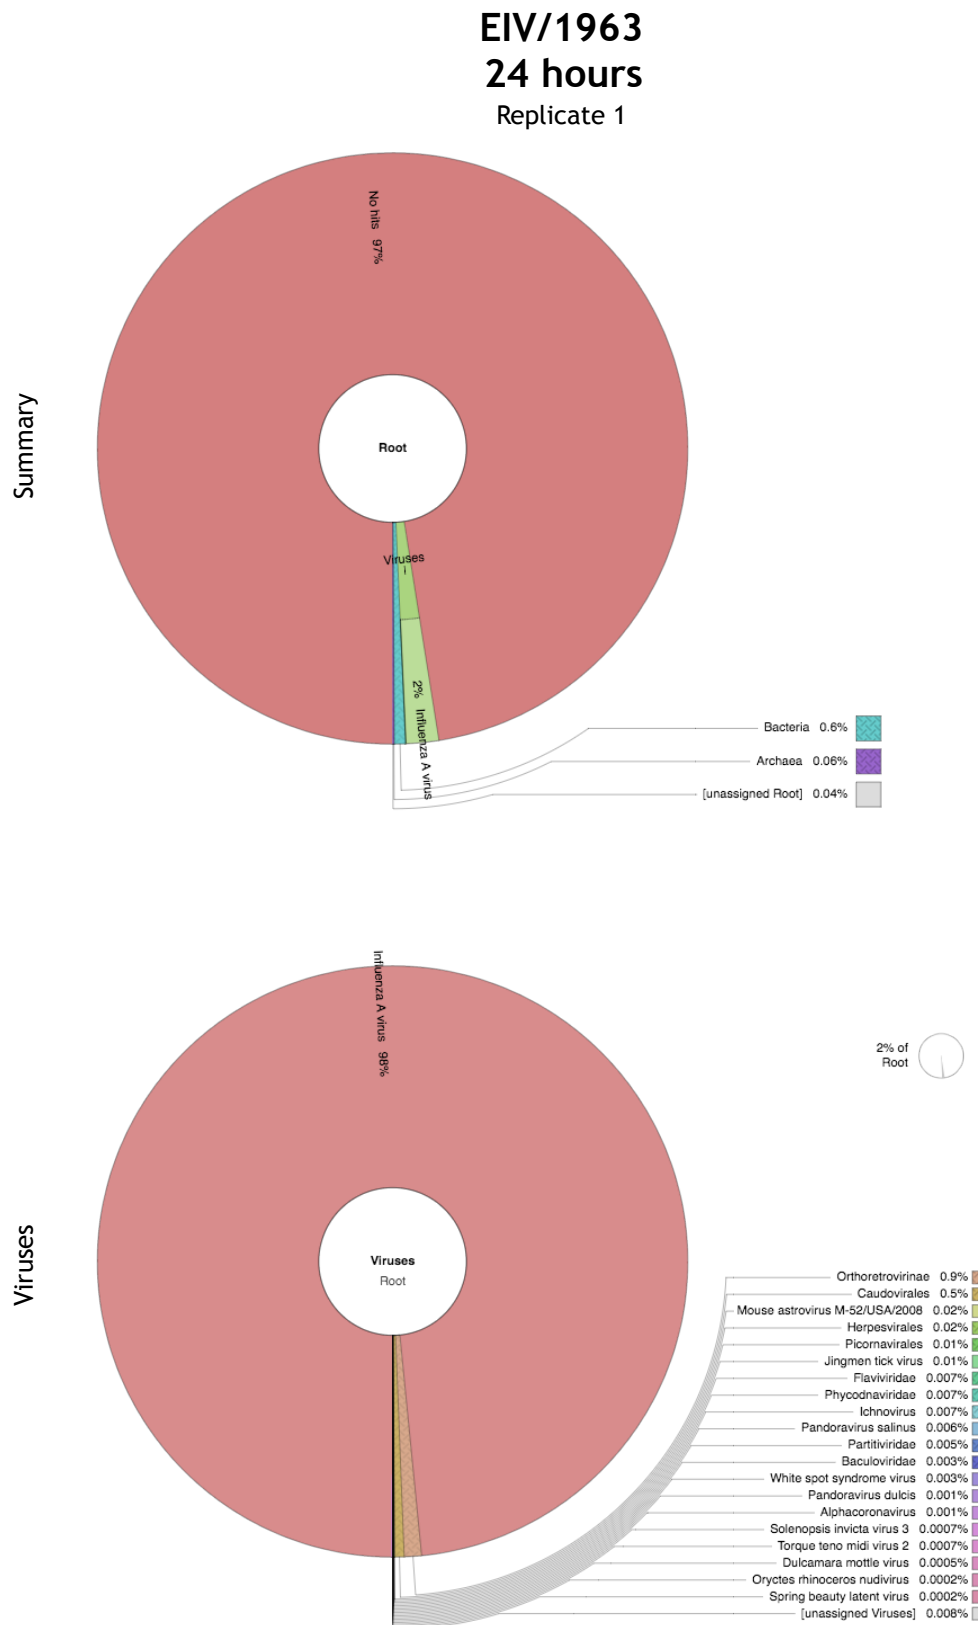 EIV/1963
24 hours
Replicate 1
Summary
No hits 97%
Root
Viruses
2% Influenza A virus
Bacteria 0.6%
Archaea 0.06%
[unassigned Root] 0.04%
Viruses
Influenza A virus 98%
2% of
Root
Viruses
Root
Orthoretrovirinae 0.9%
Caudovirales 0.5%
Mouse astrovirus M-52/USA/2008 0.02%
Herpesvirales 0.02%
Picornavirales 0.01%
Jingmen tick virus 0.01%
Flaviviridae 0.007%
Phycodnaviridae 0.007%
Ichnovirus 0.007%
Pandoravirus salinus 0.006%
Partitiviridae 0.005%
Baculoviridae 0.003%
White spot syndrome virus 0.003%
Pandoravirus dulcis 0.001%
Alphacoronavirus 0.001%
Solenopsis invicta virus 3 0.0007%
Torque teno midi virus 2 0.0007%
Dulcamara mottle virus 0.0005%
Oryctes rhinoceros nudivirus 0.0002%
Spring beauty latent virus 0.0002%
[unassigned Viruses] 0.008%